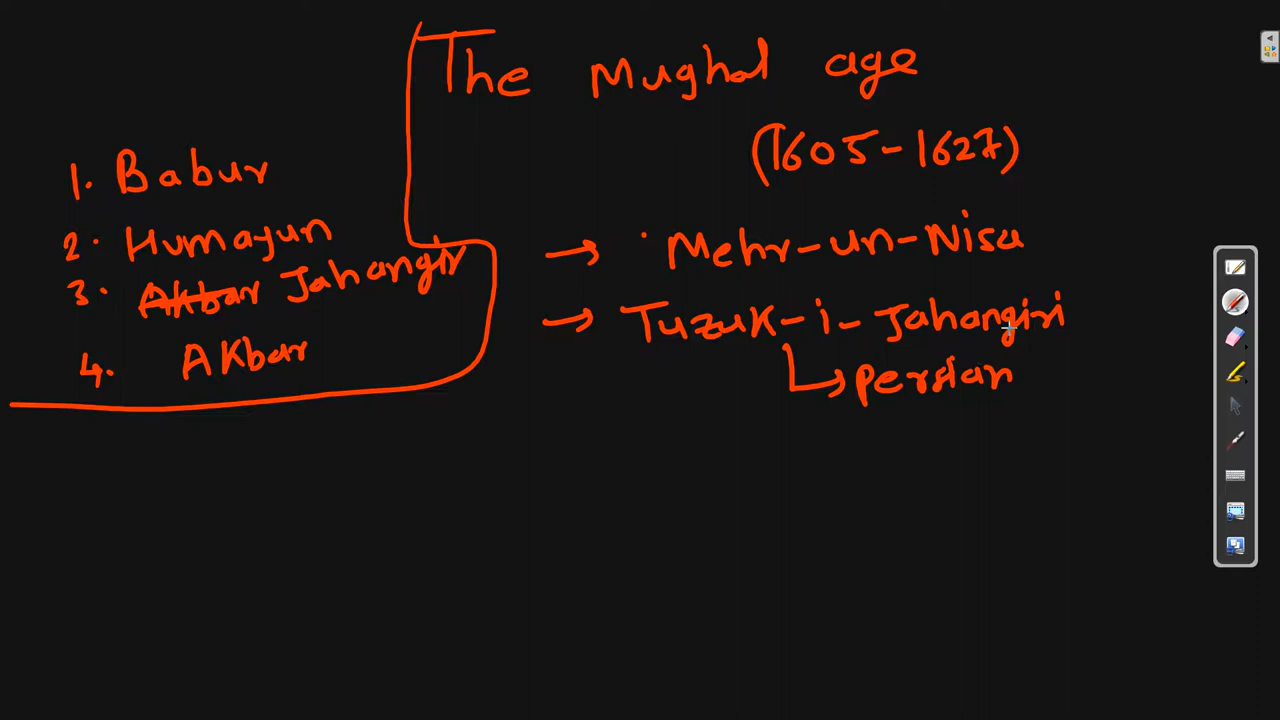 The Mughal age
(1605-1627)
1. Babur
2. Humayun
3. Akbar Jahangir
4. Akbar
→ Mehr-un-Nisa
→ Tuzuk-i-Jahangiri
↳ persian